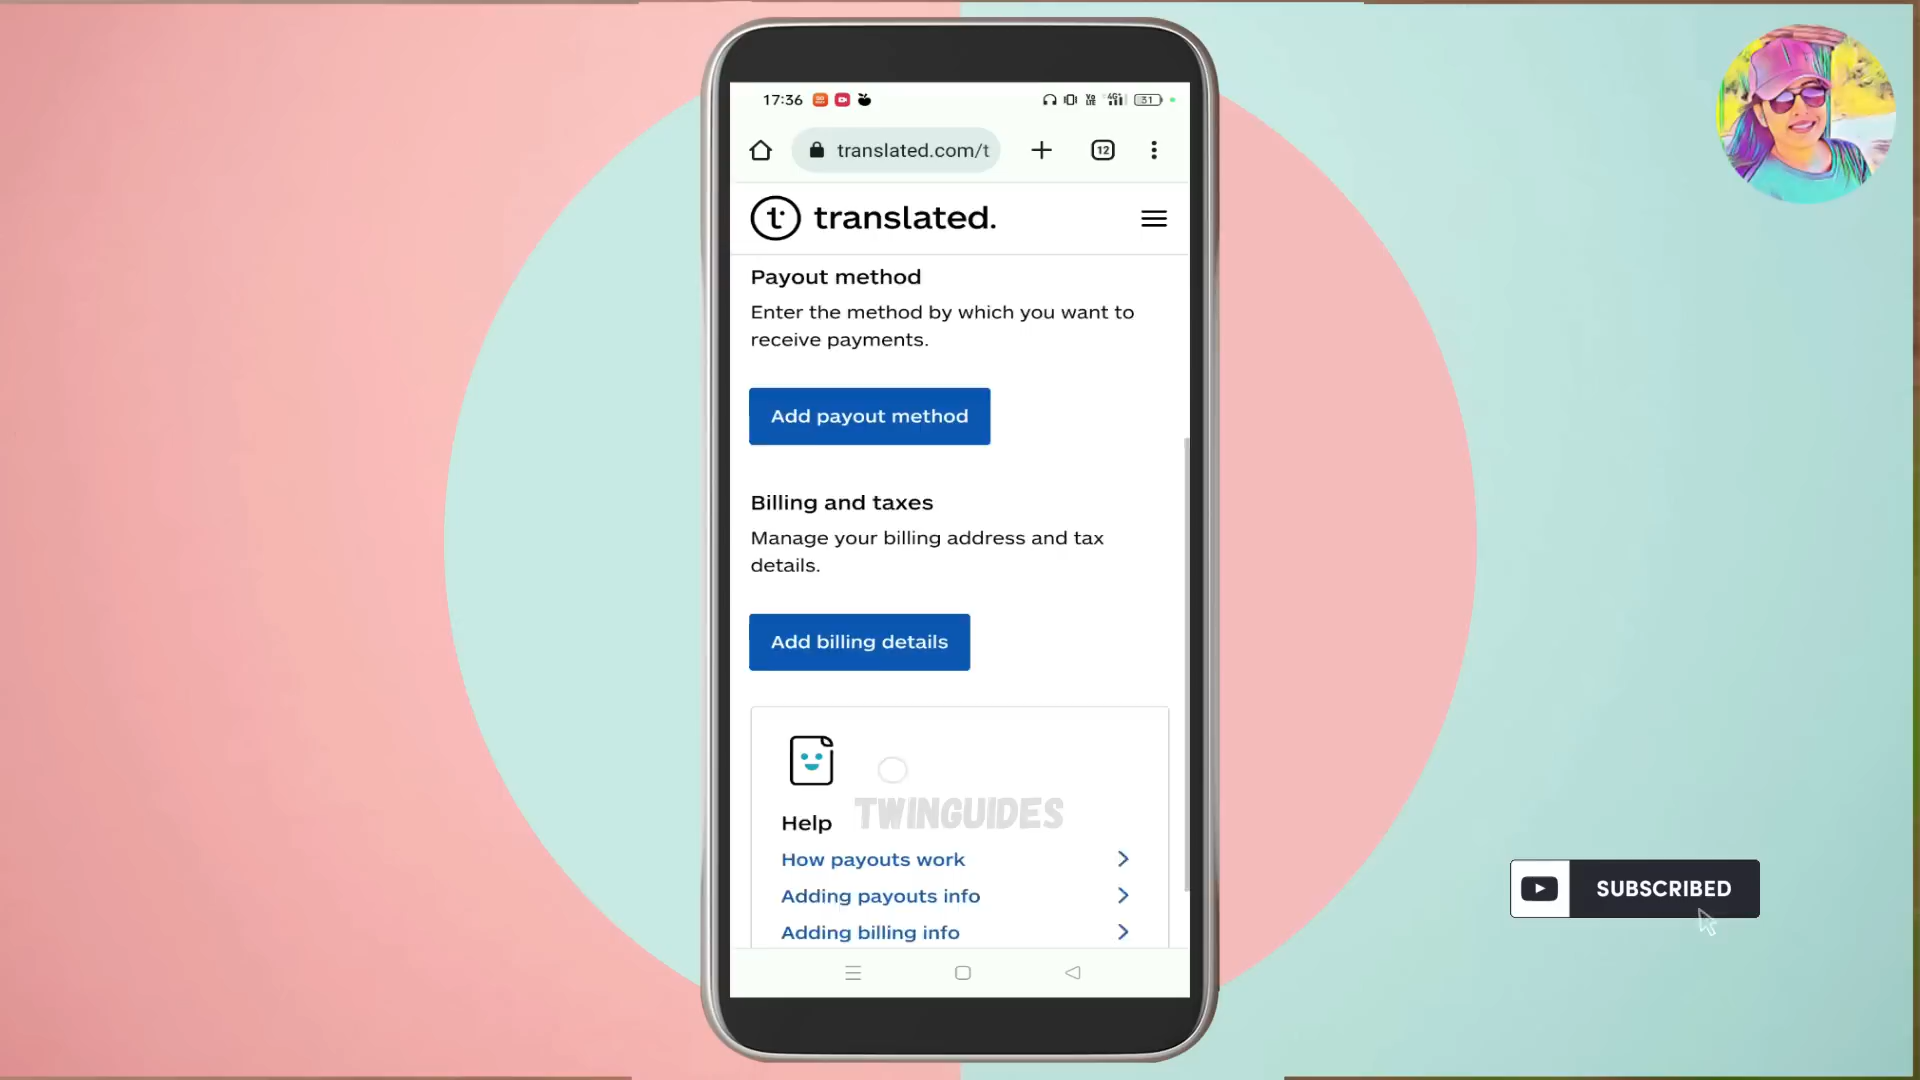 17:36
31
translated.com/t
12
translated.
Payout method
Enter the method by which you want to
receive payments.
Add payout method
Billing and taxes
Manage your billing address and tax
details.
Add billing details
TWINGUIDES
Help
How payouts work
Adding payouts info
Adding billing info
SUBSCRIBED